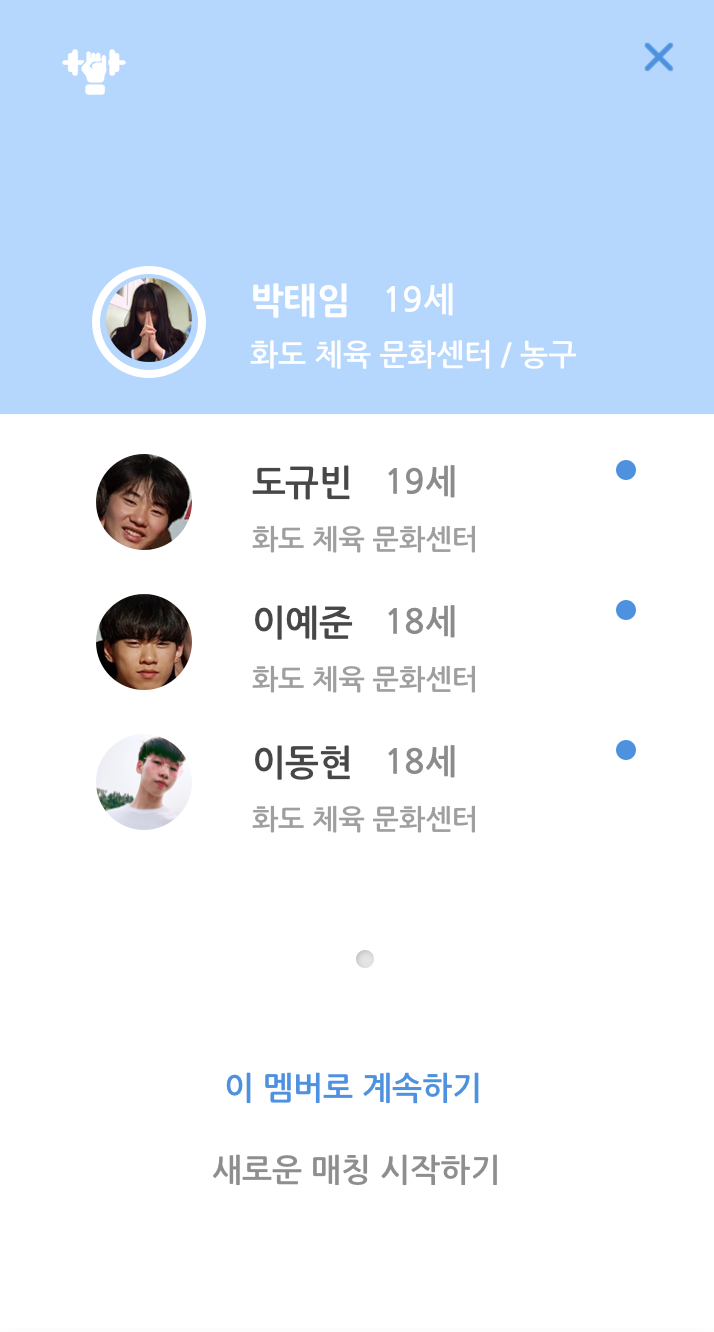 박태임 19세
화도 체육 문화센터 / 농구
도규빈 19세
화도 체육 문화센터
이예준 18세
화도 체육 문화센터
이동현 18세
화도 체육 문화센터
이 멤버로 계속하기
새로운 매칭 시작하기